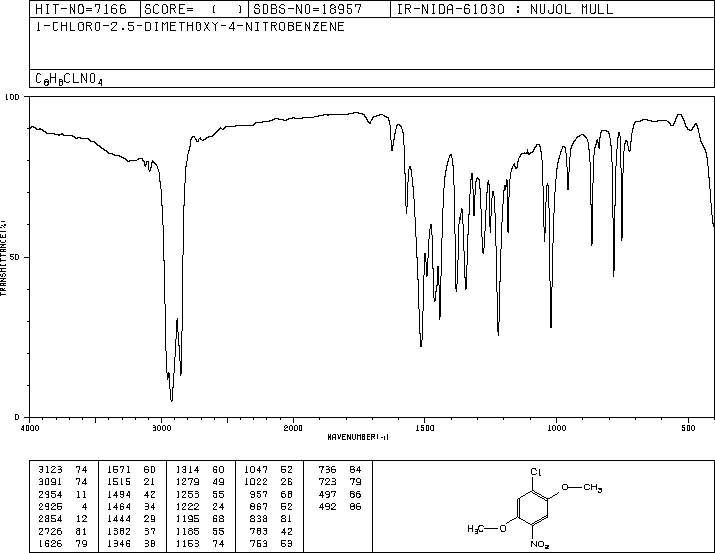 HIT-NO=7166 SCORE= ( ) SDBS-NO=18957 IR-NIDA-61030 : NUJOL MULL
1-CHLORO-2,5-DIMETHOXY-4-NITROBENZENE
C8H8CLNO4
100
50
0
TRANSMITTANCE(%)
4000 3000 2000 1500 1000 500
WAVENUMBER(-1)
3123 74 1571 60 1314 60 1047 52 736 84
3091 74 1515 21 1279 49 1022 26 723 79
2954 11 1494 42 1253 55 957 68 497 86
2925 4 1464 34 1222 24 867 52 492 86
2854 12 1444 29 1195 68 838 81
2726 81 1382 37 1185 55 783 42
1626 79 1346 38 1153 74 753 53
Cl
O—CH3
H3C—O
NO2